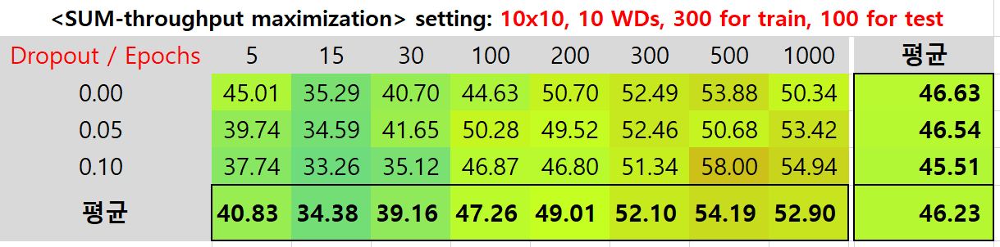 <SUM-throughput maximization> setting: 10x10, 10 WDs, 300 for train, 100 for test
Dropout / Epochs 5 15 30 100 200 300 500 1000 평균
0.00 45.01 35.29 40.70 44.63 50.70 52.49 53.88 50.34 46.63
0.05 39.74 34.59 41.65 50.28 49.52 52.46 50.68 53.42 46.54
0.10 37.74 33.26 35.12 46.87 46.80 51.34 58.00 54.94 45.51
평균 40.83 34.38 39.16 47.26 49.01 52.10 54.19 52.90 46.23